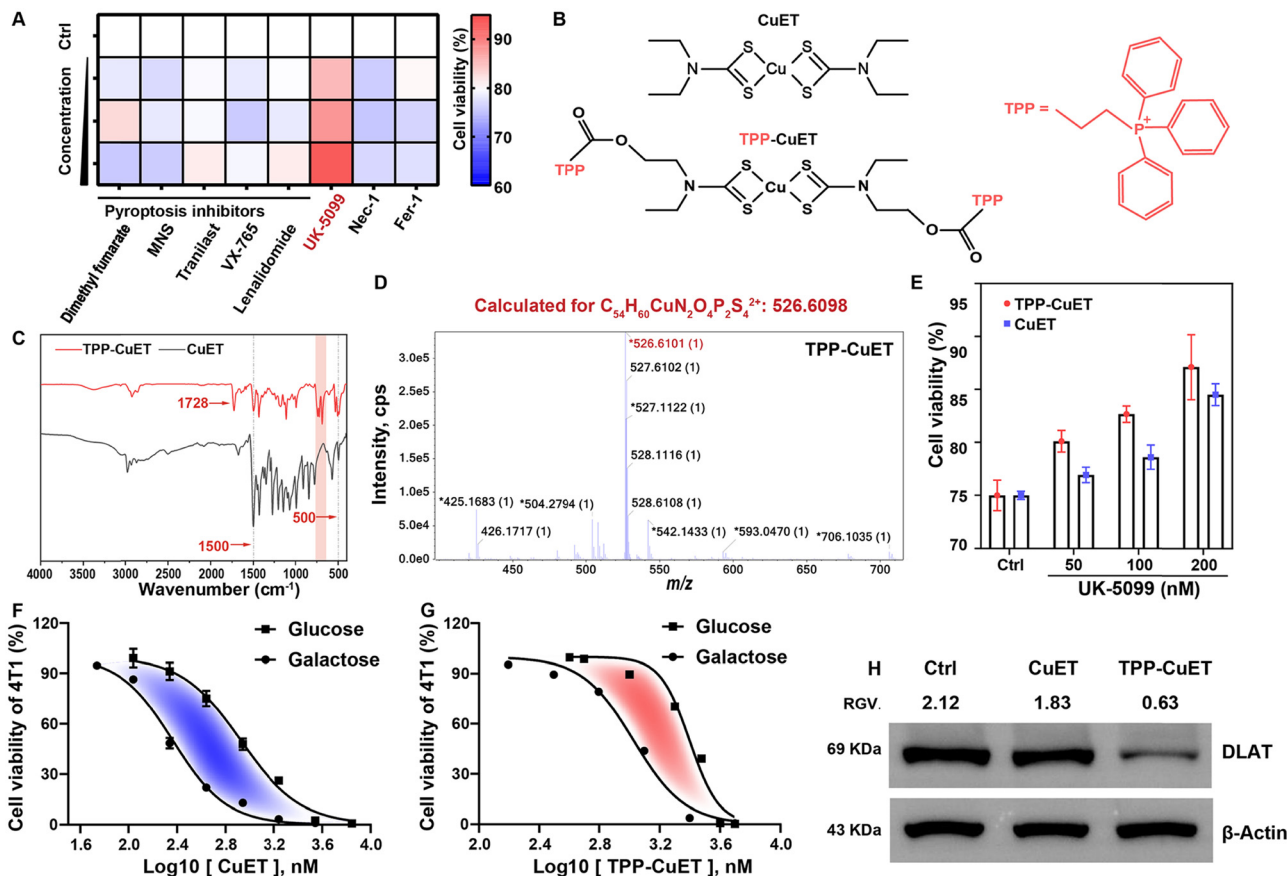 A
Ctrl
Concentration
Cell viability (%)
90
80
70
60
Pyroptosis inhibitors
Dimethyl fumarate
MNS
Tranilast
VX-765
Lenalidomide
UK-5099
Nec-1
Fer-1
B
CuET
N
S
S
S
S
Cu
N
TPP =
P
+
TPP-CuET
O
O
TPP
N
S
S
S
S
Cu
N
O
O
TPP
C
TPP-CuET
CuET
1728
500
1500
4000 3500 3000 2500 2000 1500 1000 500
Wavenumber (cm-1)
D
Calculated for C54H60CuN2O4P2S42+: 526.6098
TPP-CuET
Intensity, cps
3.0e5
2.5e5
2.0e5
1.5e5
1.0e5
5.0e4
0.0e0
*526.6101 (1)
527.6102 (1)
*527.1122 (1)
528.1116 (1)
528.6108 (1)
*425.1683 (1)
426.1717 (1)
*504.2794 (1)
*542.1433 (1)
*593.0470 (1)
*706.1035 (1)
450 500 550 600 650 700
m/z
E
TPP-CuET
CuET
Cell viability (%)
95
90
85
80
75
70
Ctrl 50 100 200
UK-5099 (nM)
F
Glucose
Galactose
Cell viability of 4T1 (%)
120
90
60
30
0
1.6 2.2 2.8 3.4 4.0
Log10 [ CuET ], nM
G
Glucose
Galactose
Cell viability of 4T1 (%)
120
90
60
30
0
2.0 2.4 2.8 3.2 3.6 4.0
Log10 [ TPP-CuET ], nM
H
Ctrl CuET TPP-CuET
RGV. 2.12 1.83 0.63
69 KDa DLAT
43 KDa β-Actin